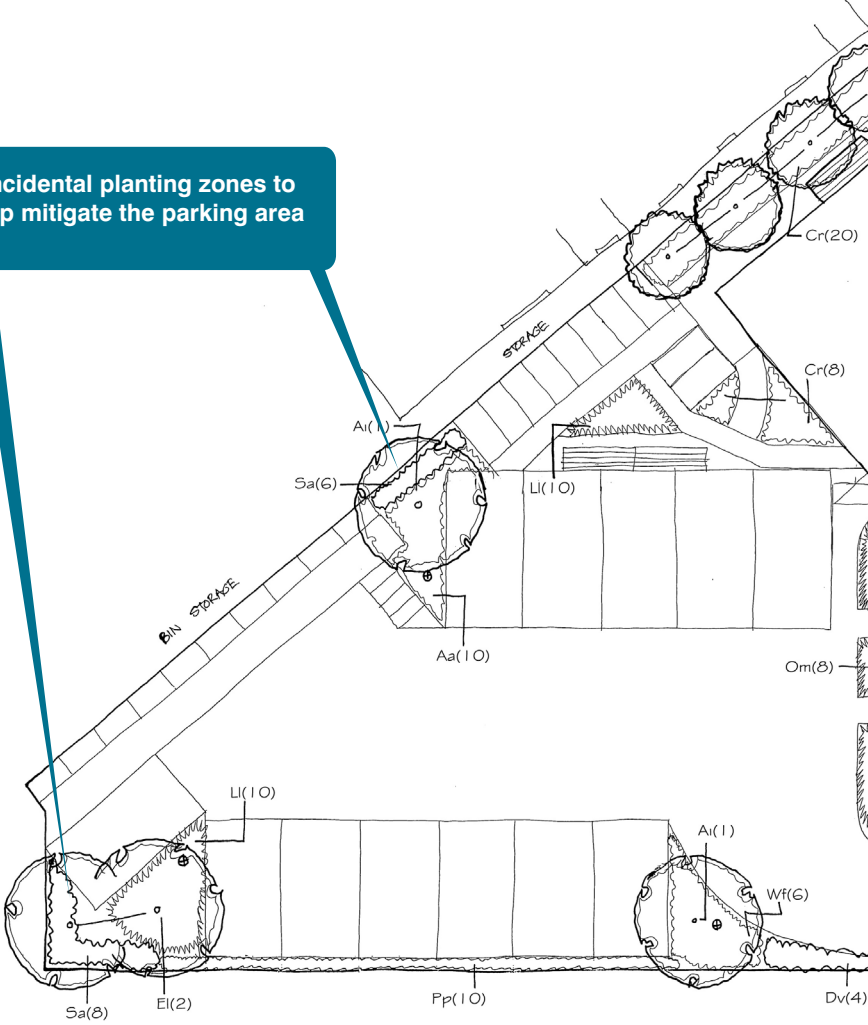 ncidental planting zones to
p mitigate the parking area
Cr(20)
STORAGE
Cr(8)
Ai(1)
Sa(6)
Ll(10)
BIN STORAGE
Aa(10)
Om(8)
Ll(10)
Ai(1)
Wf(6)
Pp(10)
Dv(4)
El(2)
Sa(8)